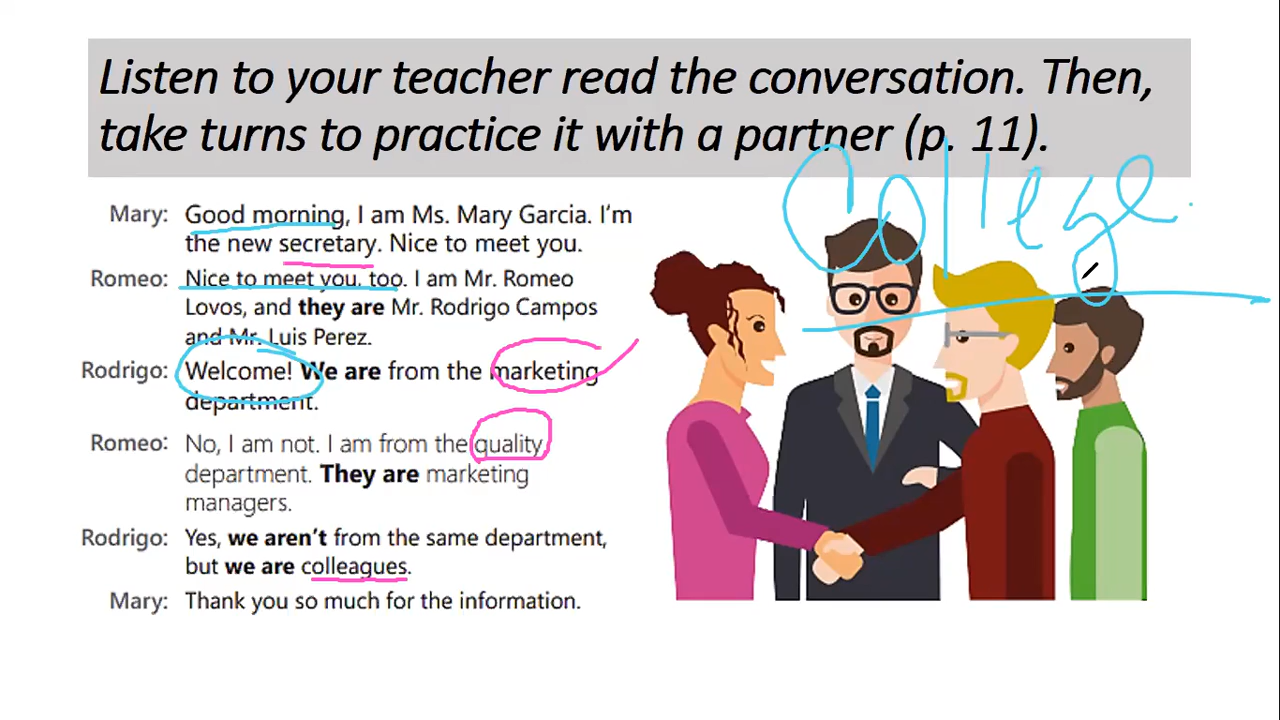 Listen to your teacher read the conversation. Then,
take turns to practice it with a partner (p. 11).
College
Mary: Good morning, I am Ms. Mary Garcia. I'm
the new secretary. Nice to meet you.
Romeo: Nice to meet you, too. I am Mr. Romeo
Lovos, and they are Mr. Rodrigo Campos
and Mr. Luis Perez.
Rodrigo: Welcome! We are from the marketing
department.
Romeo: No, I am not. I am from the quality
department. They are marketing
managers.
Rodrigo: Yes, we aren't from the same department,
but we are colleagues.
Mary: Thank you so much for the information.